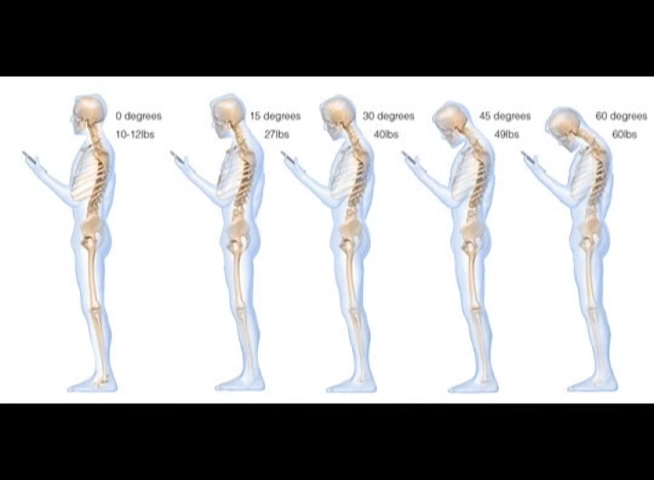 0 degrees
10-12lbs
15 degrees
27lbs
30 degrees
40lbs
45 degrees
49lbs
60 degrees
60lbs